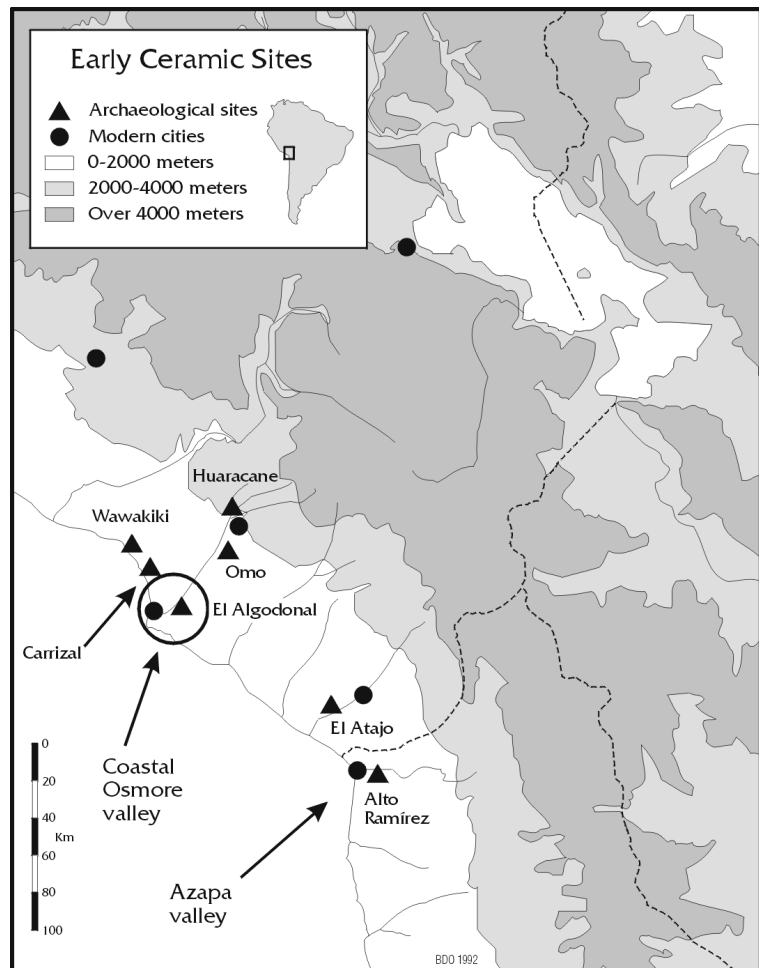 Early Ceramic Sites
Archaeological sites
Modern cities
0-2000 meters
2000-4000 meters
Over 4000 meters
Huaracane
Wawakiki
Omo
El Algodonal
Carrizal
El Atajo
Coastal
Osmore
valley
Alto
Ramírez
Azapa
valley
0
20
40
Km
60
80
100
BDO 1992